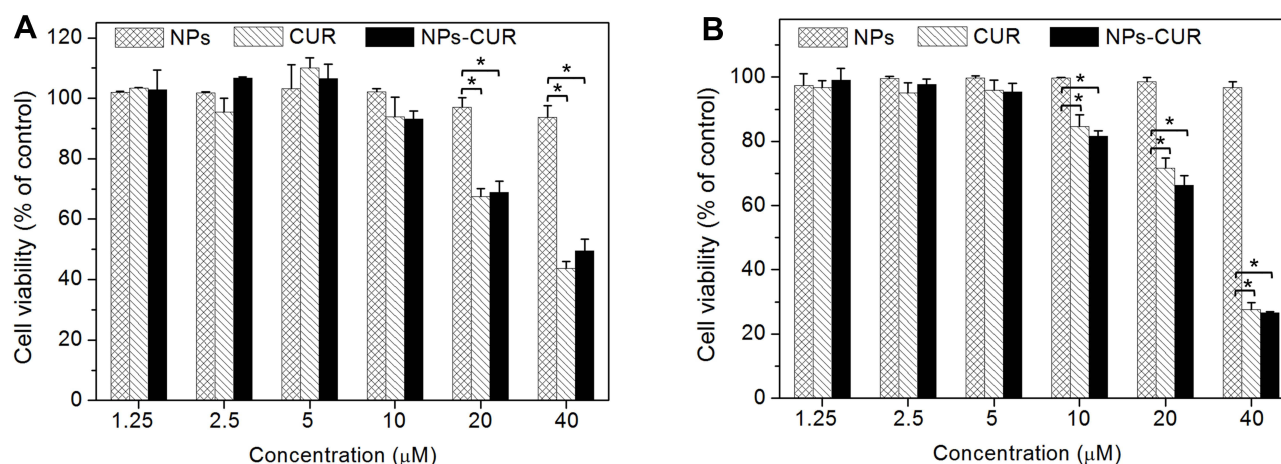 A
NPs CUR NPs-CUR
120
100
80
60
40
20
0
* *
* *
Cell viability (% of control)
1.25 2.5 5 10 20 40
Concentration (μM)
B
NPs CUR NPs-CUR
100
80
60
40
20
0
*
*
*
*
*
*
Cell viability (% of control)
1.25 2.5 5 10 20 40
Concentration (μM)